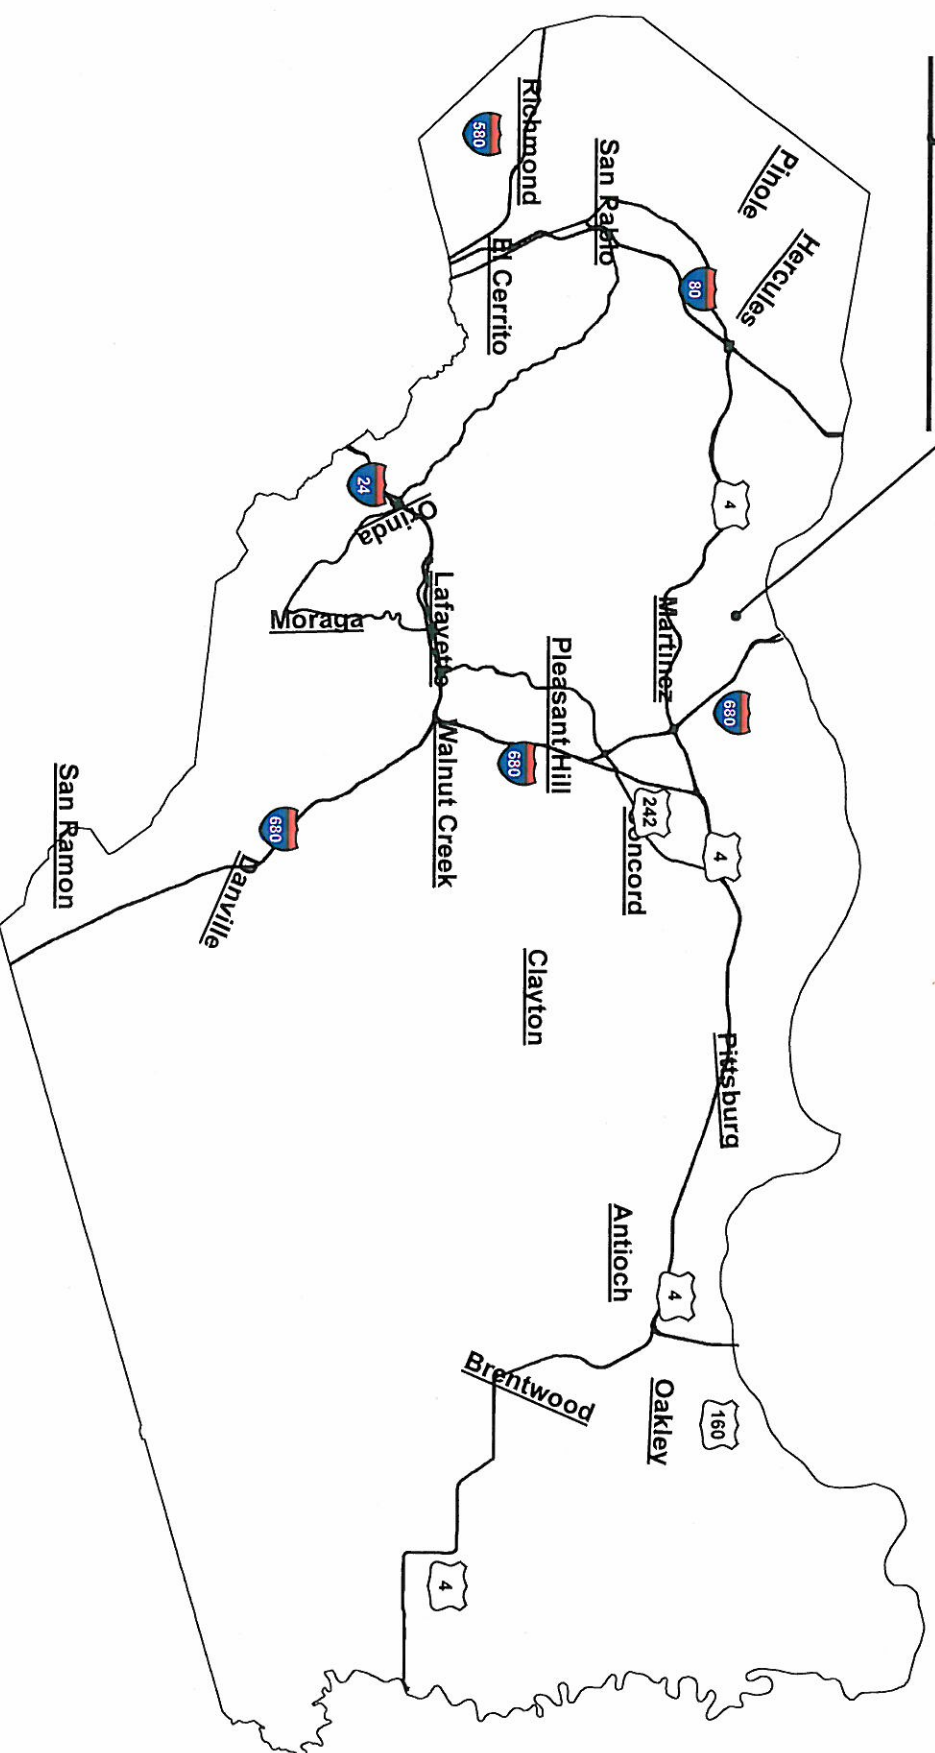 Pinole
Hercules
Richmond
580
San Pablo
El Cerrito
80
4
24
Orinda
Moraga
Lafayette
Martinez
Pleasant Hill
680
680
Walnut Creek
242
Concord
4
680
Danville
San Ramon
Clayton
Pittsburg
Antioch
4
Oakley
160
Brentwood
4